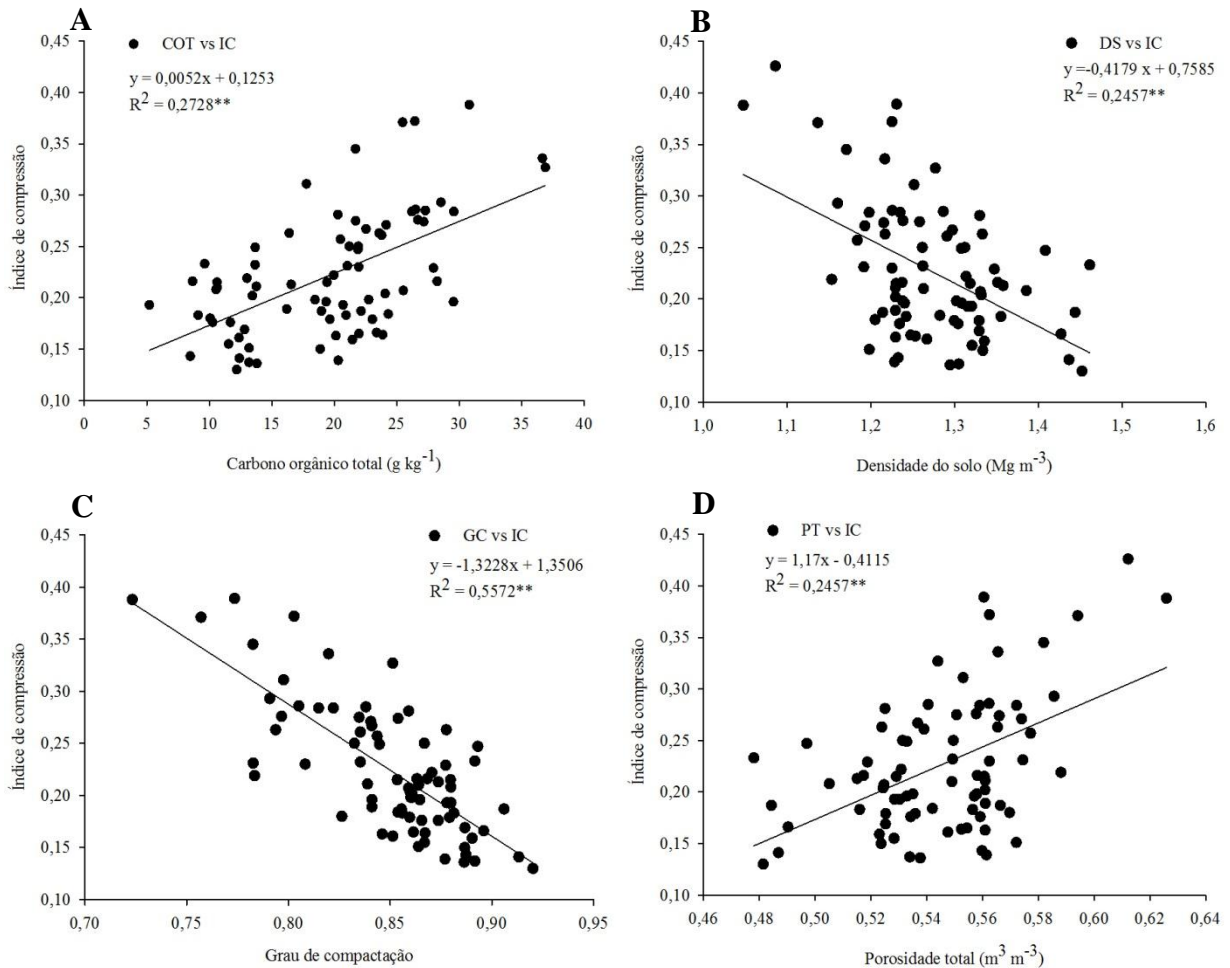 A
COT vs IC
y = 0,0052x + 0,1253
R² = 0,2728**
0,45
0,40
0,35
0,30
0,25
0,20
0,15
0,10
Índice de compressão
0 5 10 15 20 25 30 35 40
Carbono orgânico total (g kg⁻¹)
B
DS vs IC
y =-0,4179 x + 0,7585
R² = 0,2457**
0,45
0,40
0,35
0,30
0,25
0,20
0,15
0,10
Índice de compressão
1,0 1,1 1,2 1,3 1,4 1,5 1,6
Densidade do solo (Mg m⁻³)
C
GC vs IC
y = -1,3228x + 1,3506
R² = 0,5572**
0,45
0,40
0,35
0,30
0,25
0,20
0,15
0,10
Índice de compressão
0,70 0,75 0,80 0,85 0,90 0,95
Grau de compactação
D
PT vs IC
y = 1,17x - 0,4115
R² = 0,2457**
0,45
0,40
0,35
0,30
0,25
0,20
0,15
0,10
Índice de compressão
0,46 0,48 0,50 0,52 0,54 0,56 0,58 0,60 0,62 0,64
Porosidade total (m³ m⁻³)